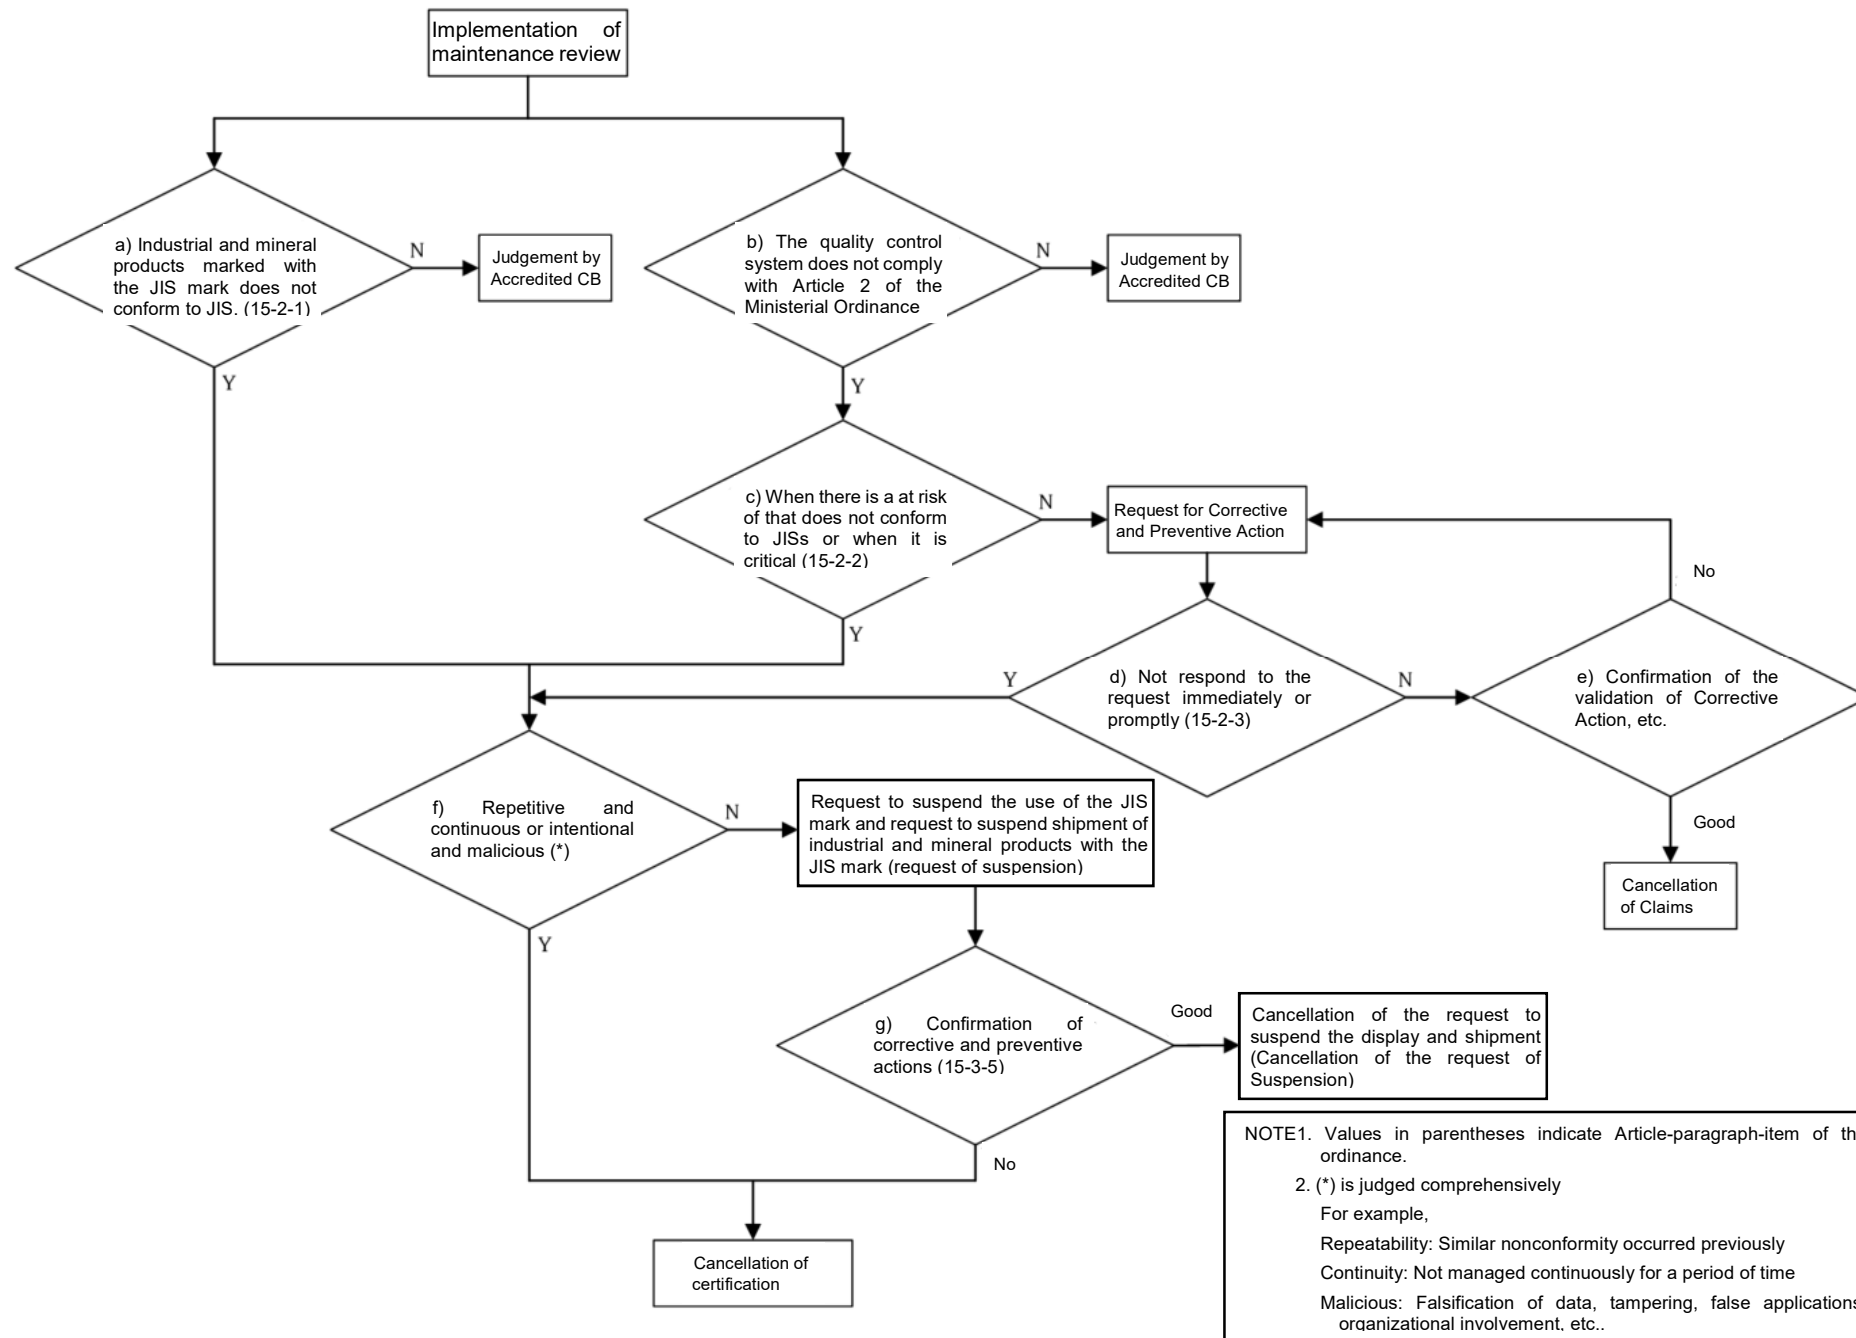 Implementation of
maintenance review
a) Industrial and mineral
products marked with
the JIS mark does not
conform to JIS. (15-2-1)
N
Judgement by
Accredited CB
Y
b) The quality control
system does not comply
with Article 2 of the
Ministerial Ordinance
N
Judgement by
Accredited CB
Y
c) When there is a at risk
of that does not conform
to JISs or when it is
critical (15-2-2)
N
Request for Corrective
and Preventive Action
Y
No
d) Not respond to the
request immediately or
promptly (15-2-3)
Y
N
e) Confirmation of the
validation of Corrective
Action, etc.
Good
Cancellation
of Claims
f) Repetitive and
continuous or intentional
and malicious (*)
N
Request to suspend the use of the JIS
mark and request to suspend shipment of
industrial and mineral products with the
JIS mark (request of suspension)
Y
g) Confirmation of
corrective and preventive
actions (15-3-5)
Good
Cancellation of the request to
suspend the display and shipment
(Cancellation of the request of
Suspension)
No
Cancellation of
certification
NOTE1. Values in parentheses indicate Article-paragraph-item of th
ordinance.
2. (*) is judged comprehensively
For example,
Repeatability: Similar nonconformity occurred previously
Continuity: Not managed continuously for a period of time
Malicious: Falsification of data, tampering, false applications
organizational involvement, etc..